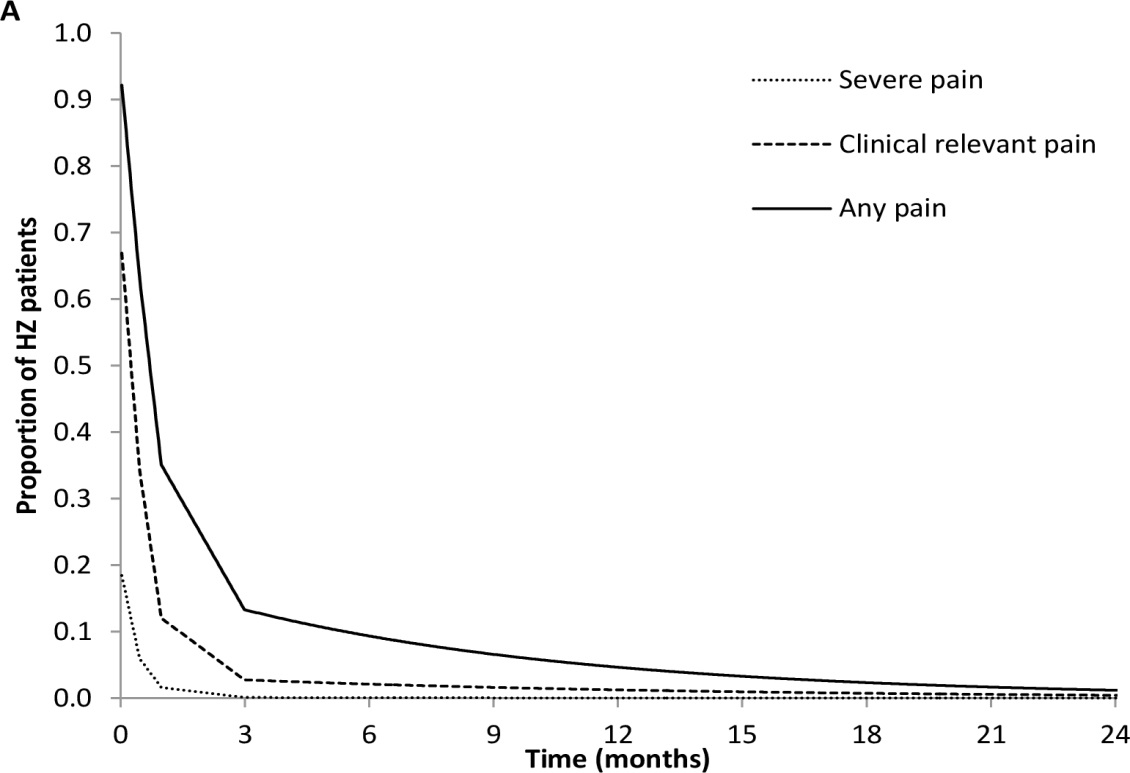 A
1.0
0.9
0.8
0.7
0.6
0.5
0.4
0.3
0.2
0.1
0.0
Proportion of HZ patients
Severe pain
Clinical relevant pain
Any pain
0 3 6 9 12 15 18 21 24
Time (months)